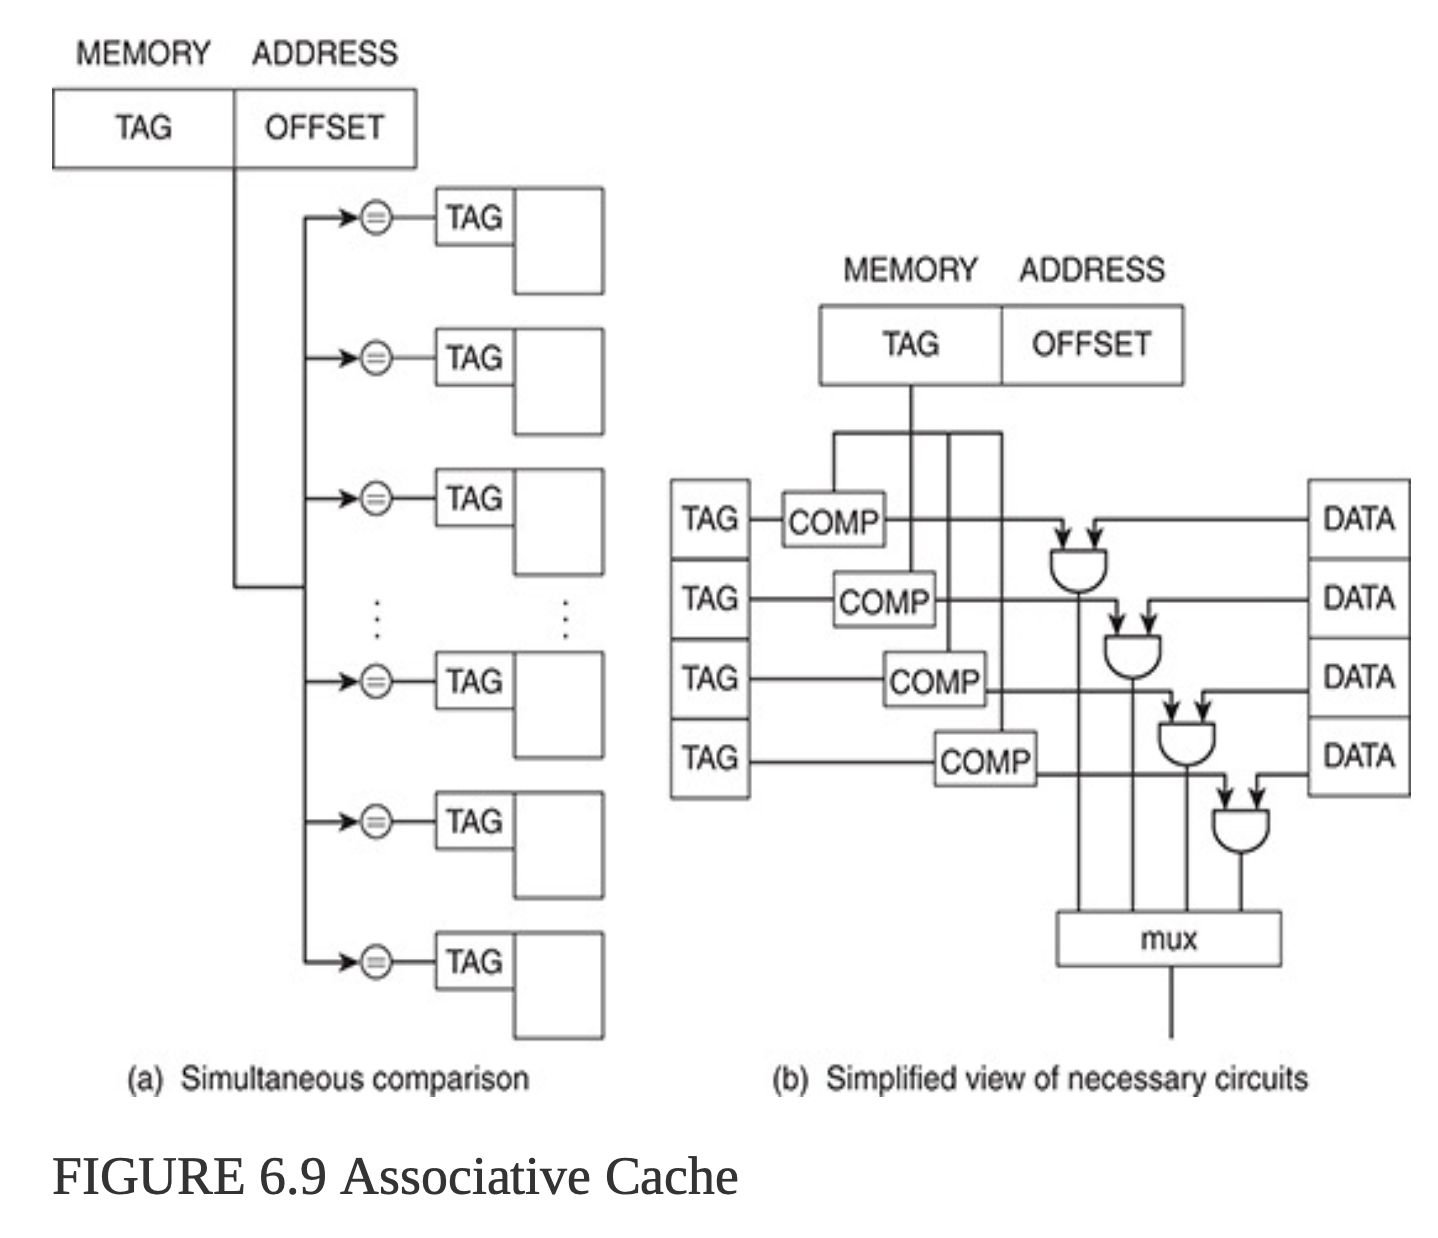 MEMORY ADDRESS
TAG OFFSET
= TAG
= TAG
= TAG
= TAG
= TAG
= TAG
(a) Simultaneous comparison
MEMORY ADDRESS
TAG OFFSET
TAG COMP DATA
TAG COMP DATA
TAG COMP DATA
TAG COMP DATA
mux
(b) Simplified view of necessary circuits
FIGURE 6.9 Associative Cache